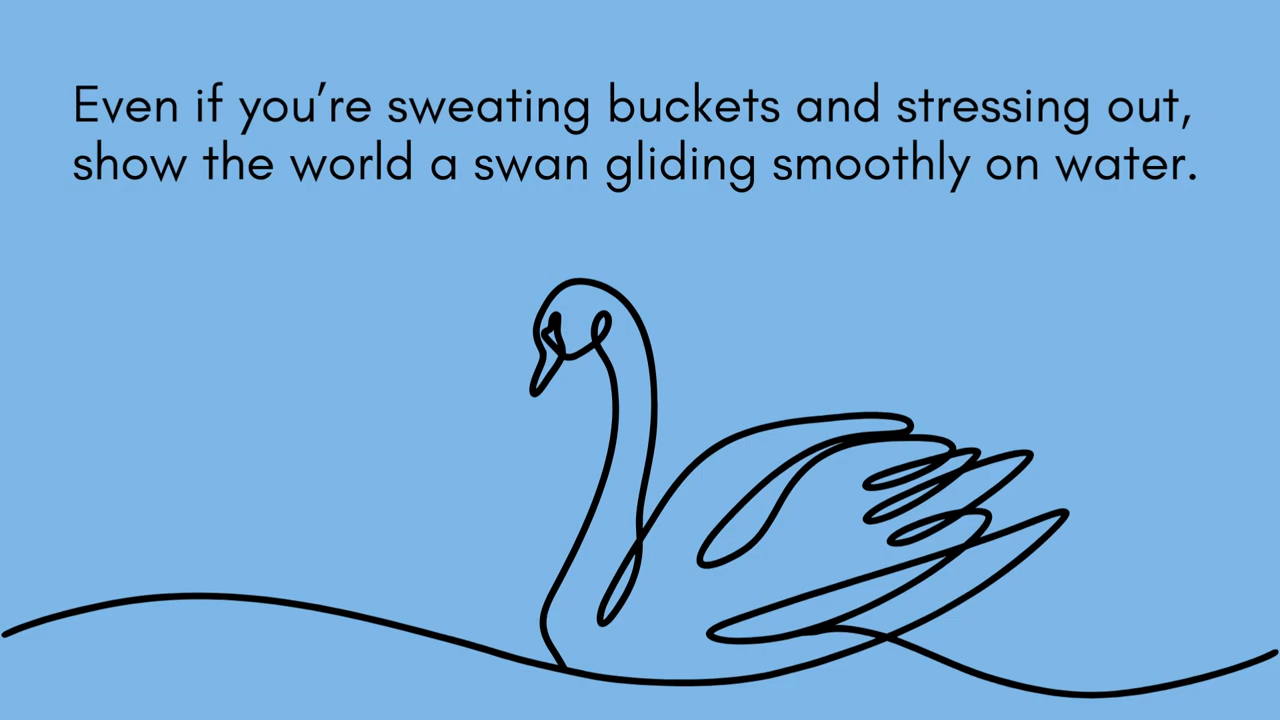 Even if you’re sweating buckets and stressing out,
show the world a swan gliding smoothly on water.